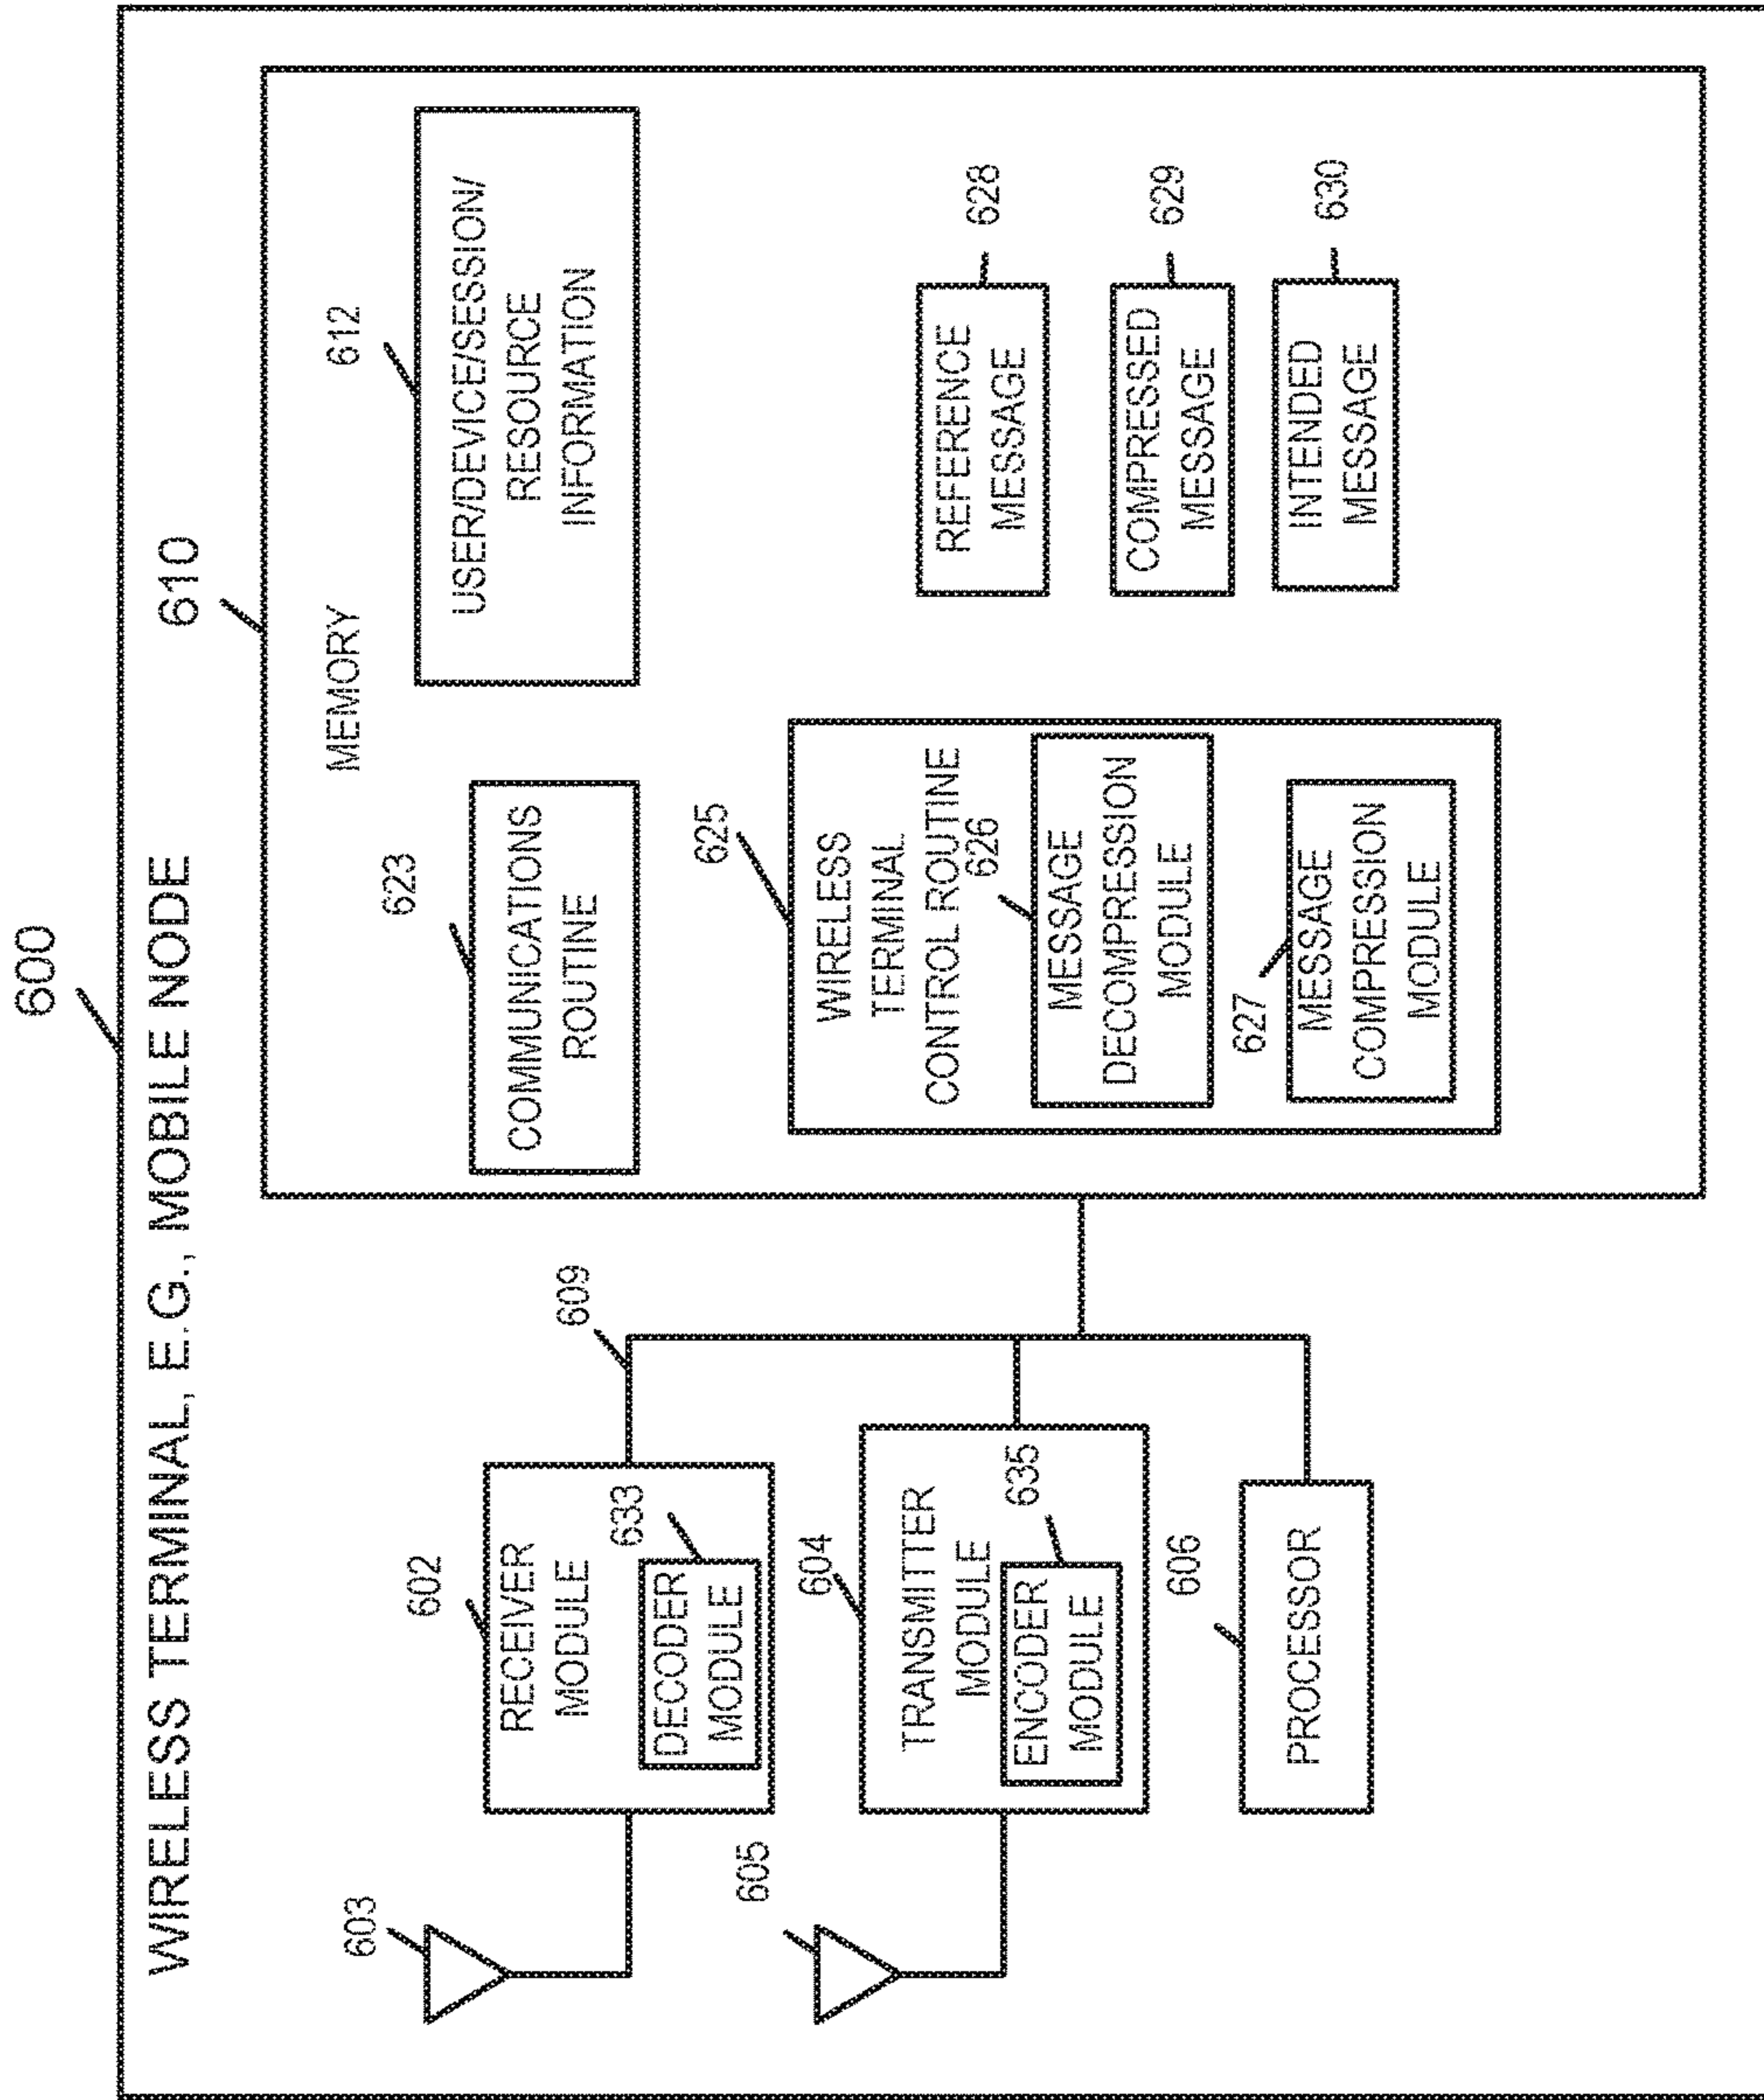 600
WIRELESS TERMINAL, E.G., MOBILE NODE
610
MEMORY
603
602
RECEIVER
MODULE
633
DECODER
MODULE
609
605
604
TRANSMITTER
MODULE
635
ENCODER
MODULE
606
PROCESSOR
623
COMMUNICATIONS
ROUTINE
612
USER/DEVICE/SESSION/
RESOURCE
INFORMATION
625
WIRELESS
TERMINAL
CONTROL ROUTINE
626
MESSAGE
DECOMPRESSION
MODULE
627
MESSAGE
COMPRESSION
MODULE
REFERENCE
MESSAGE
628
COMPRESSED
MESSAGE
629
INTENDED
MESSAGE
630